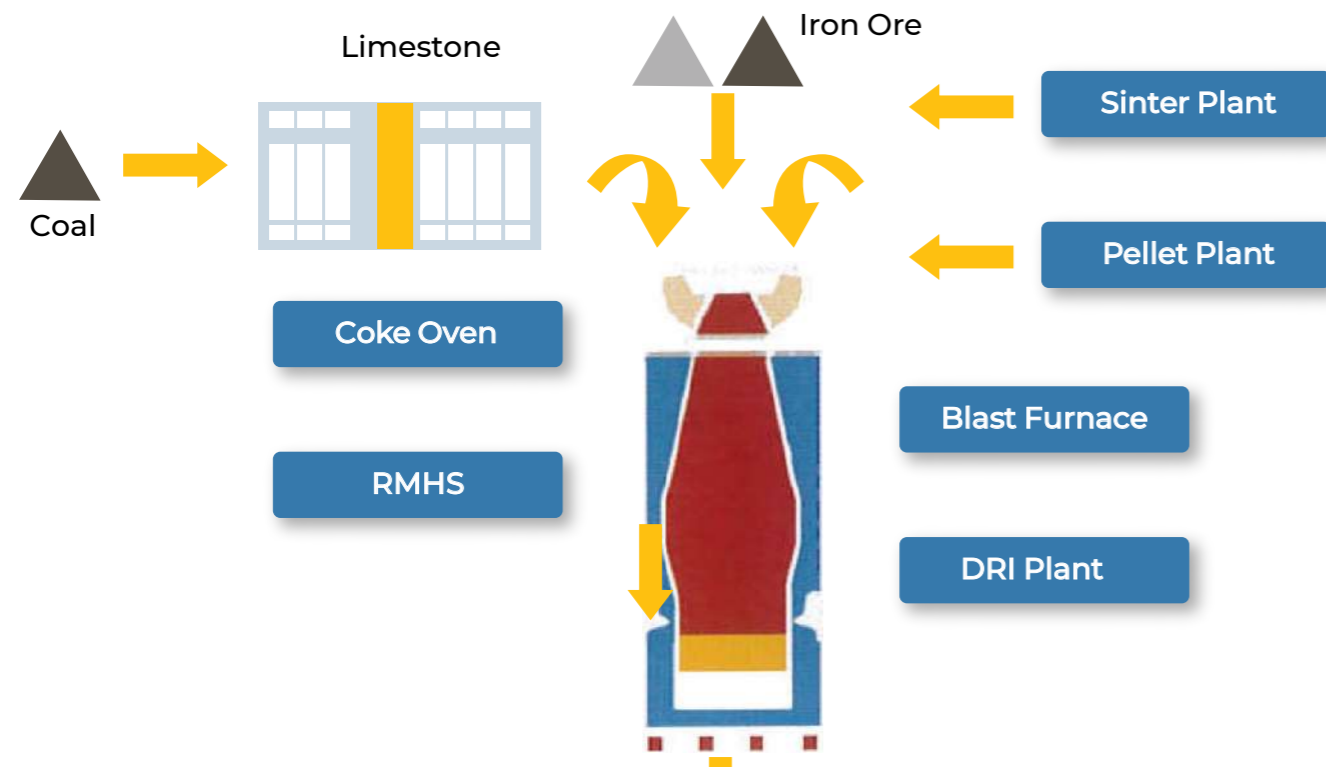 Iron Ore
Limestone
Sinter Plant
Coal
Pellet Plant
Coke Oven
Blast Furnace
RMHS
DRI Plant